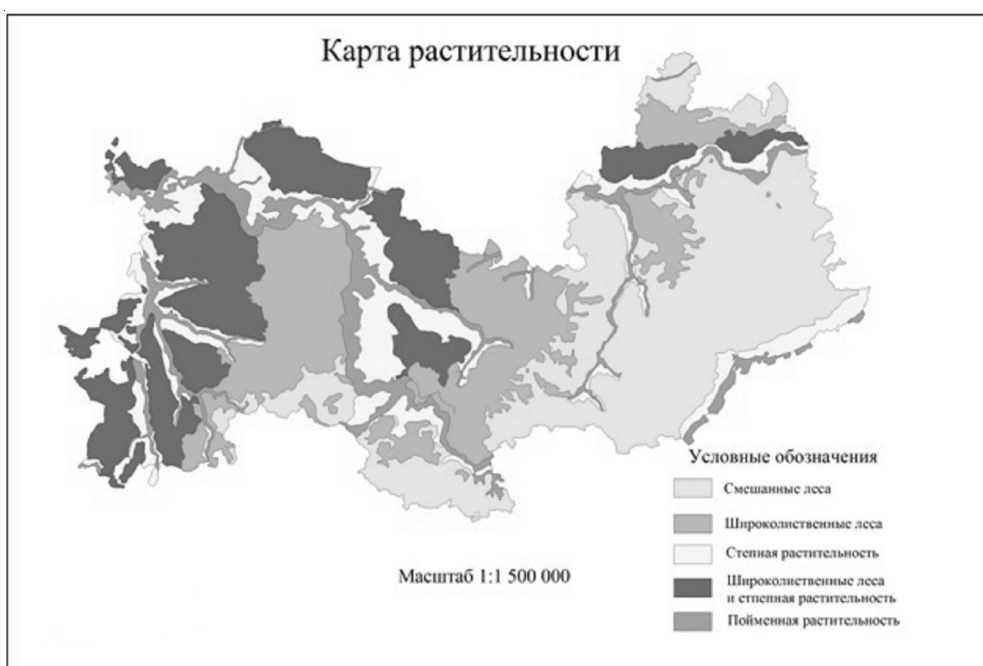 Карта растительности
Условные обозначения
Смешанные леса
Широколиственные леса
Степная растительность
Широколиственные леса
и стпепная растительность
Пойменная растительность
Масштаб 1:1 500 000